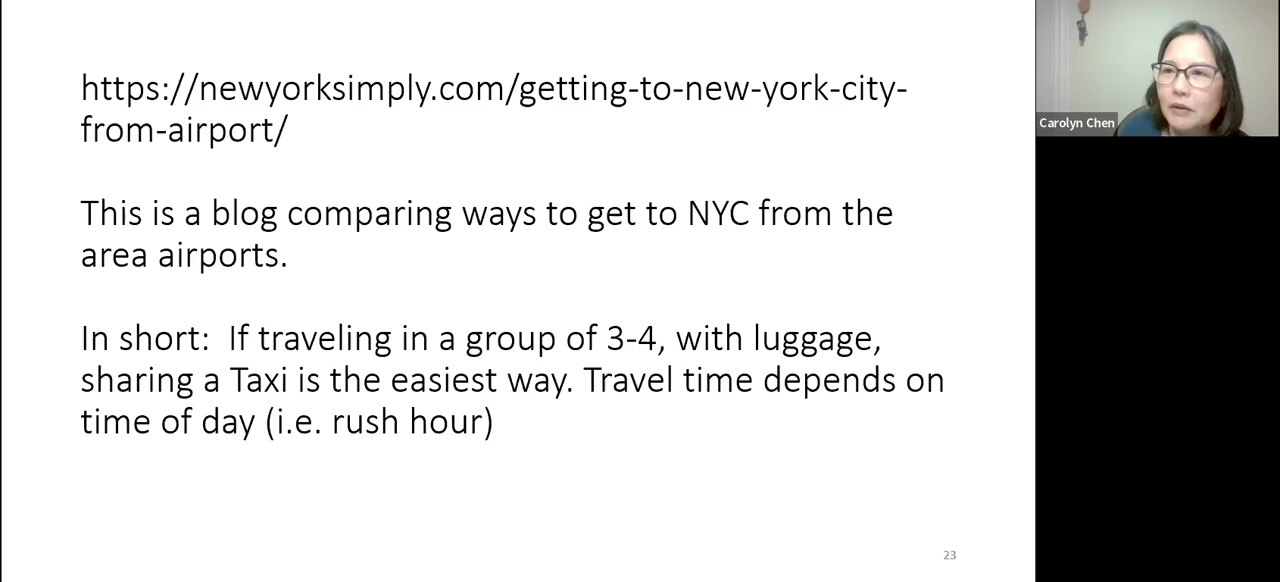 https://newyorksimply.com/getting-to-new-york-city-
from-airport/
This is a blog comparing ways to get to NYC from the
area airports.
In short:  If traveling in a group of 3-4, with luggage,
sharing a Taxi is the easiest way. Travel time depends on
time of day (i.e. rush hour)
23
Carolyn Chen